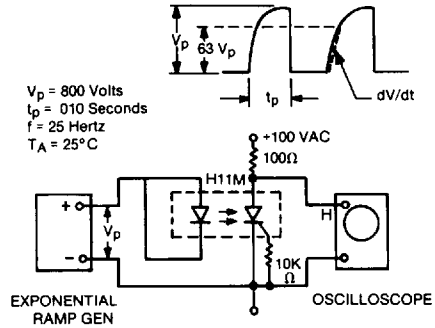 Vp
63 Vp
tp
dV/dt
Vp = 800 Volts
tp = 010 Seconds
f = 25 Hertz
TA = 25°C
+100 VAC
100Ω
H11M
+
Vp
−
H
10K
Ω
EXPONENTIAL
RAMP GEN
OSCILLOSCOPE